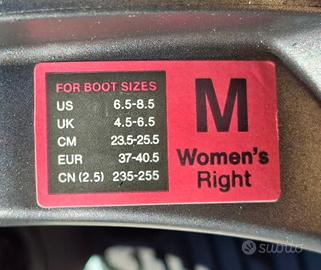 FOR BOOT SIZES
US 6.5-8.5
UK 4.5-6.5
CM 23.5-25.5
EUR 37-40.5
CN (2.5) 235-255
M
Women's
Right
subito